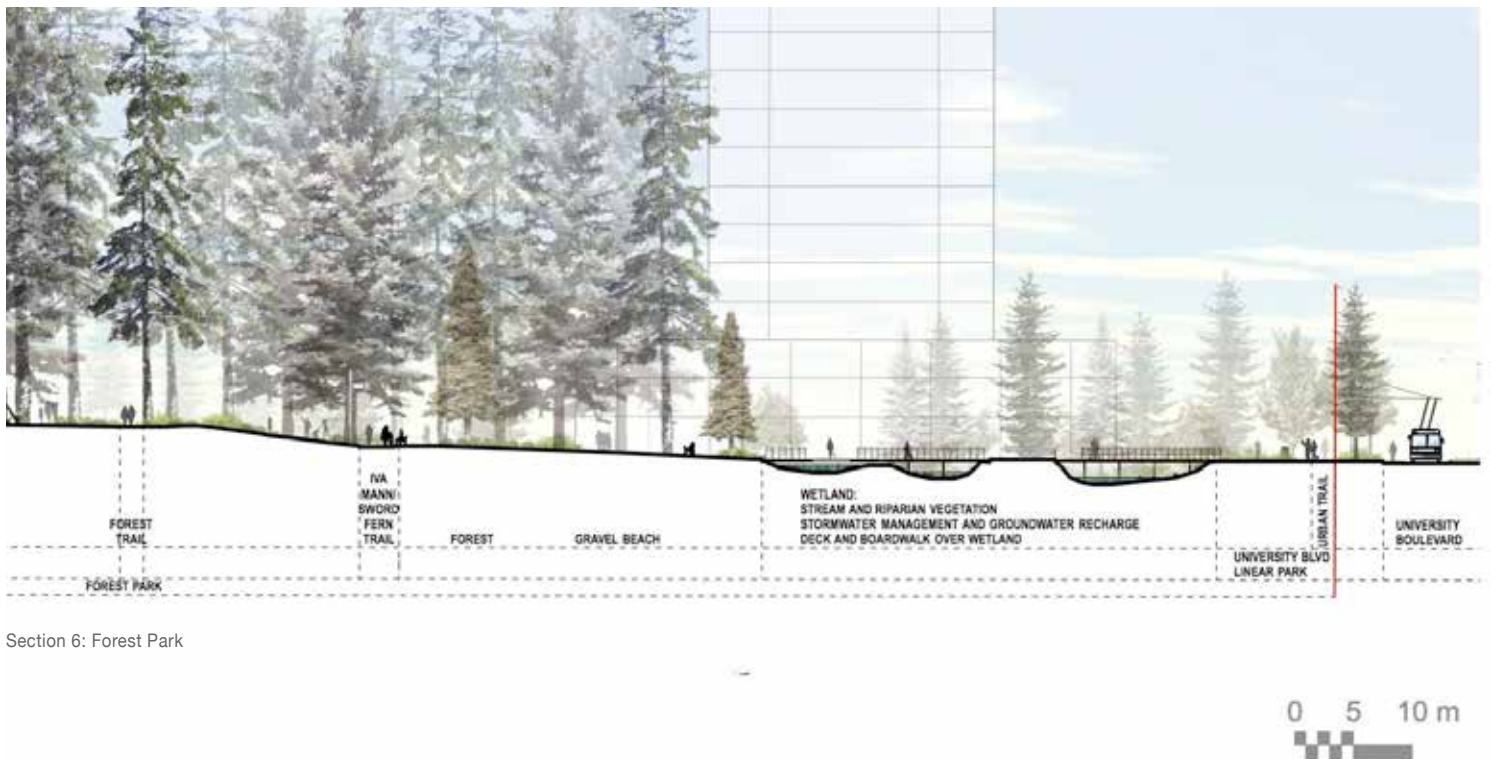 FOREST
TRAIL
IVA
MANN/
SWORD
FERN
TRAIL
FOREST
GRAVEL BEACH
WETLAND:
STREAM AND RIPARIAN VEGETATION
STORMWATER MANAGEMENT AND GROUNDWATER RECHARGE
DECK AND BOARDWALK OVER WETLAND
URBAN TRAIL
UNIVERSITY BLVD
LINEAR PARK
UNIVERSITY
BOULEVARD
FOREST PARK
Section 6: Forest Park
0 5 10 m